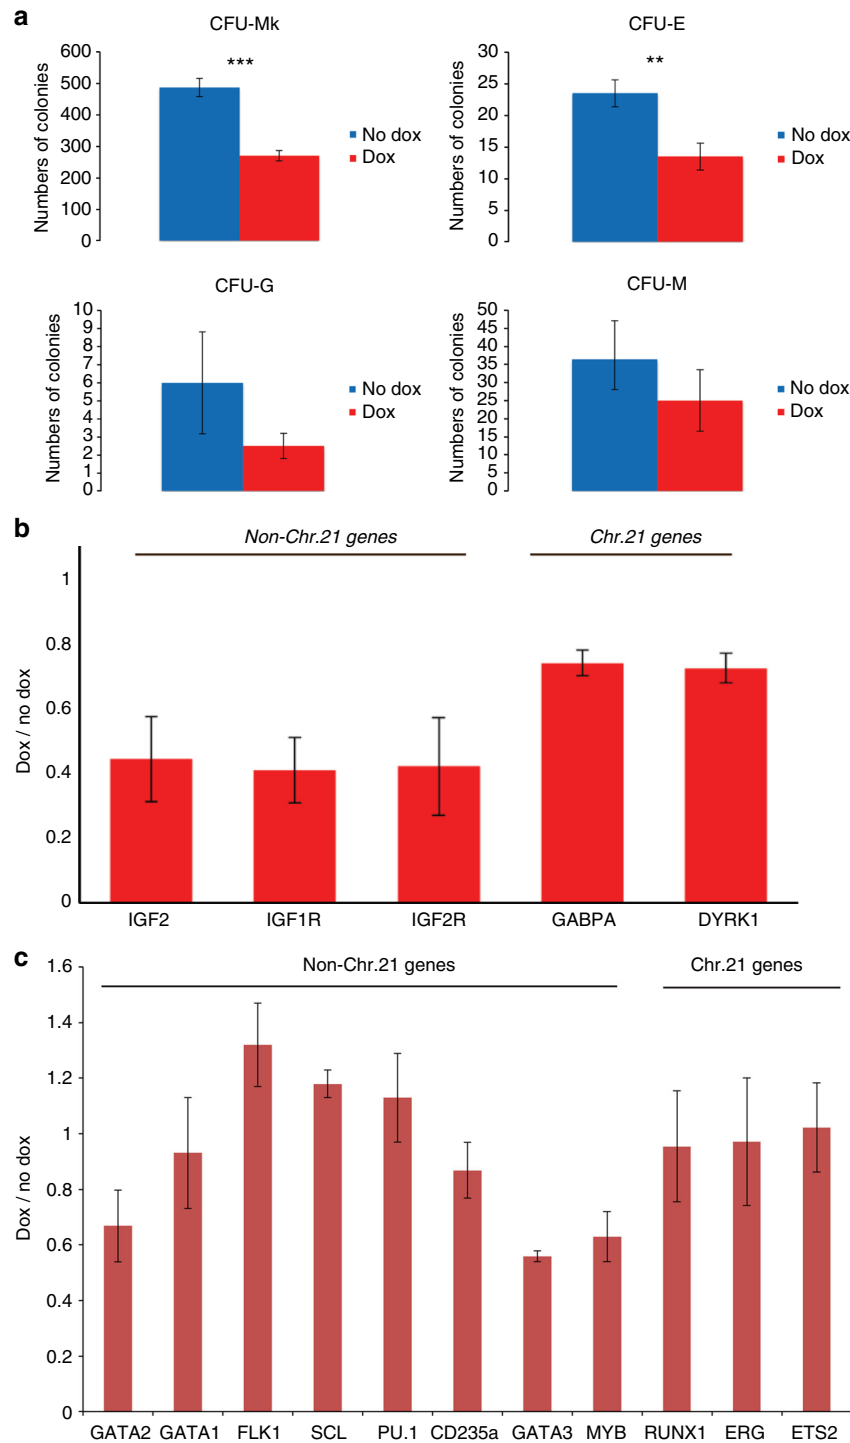 a
CFU-Mk
Numbers of colonies
600
500
400
300
200
100
0
***
No dox
Dox
CFU-E
Numbers of colonies
30
25
20
15
10
5
0
**
No dox
Dox
CFU-G
Numbers of colonies
10
9
8
7
6
5
4
3
2
1
0
No dox
Dox
CFU-M
Numbers of colonies
50
45
40
35
30
25
20
15
10
5
0
No dox
Dox
b
Non-Chr.21 genes
Chr.21 genes
Dox / no dox
1
0.8
0.6
0.4
0.2
0
IGF2 IGF1R IGF2R GABPA DYRK1
c
Non-Chr.21 genes
Chr.21 genes
Dox / no dox
1.6
1.4
1.2
1
0.8
0.6
0.4
0.2
0
GATA2 GATA1 FLK1 SCL PU.1 CD235a GATA3 MYB RUNX1 ERG ETS2